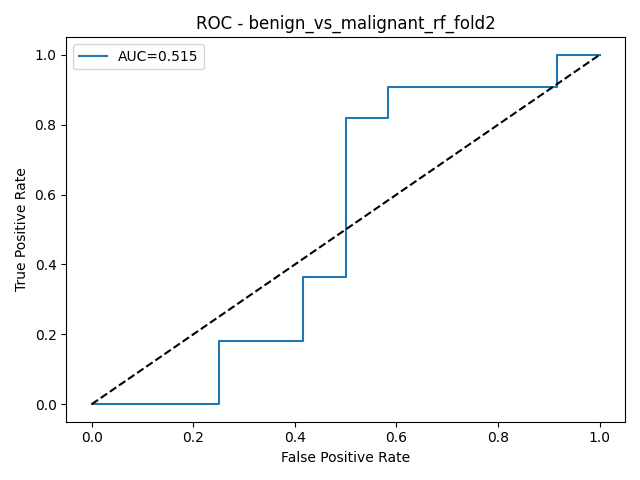 ROC - benign_vs_malignant_rf_fold2
AUC=0.515
True Positive Rate
1.0
0.8
0.6
0.4
0.2
0.0
0.0 0.2 0.4 0.6 0.8 1.0
False Positive Rate